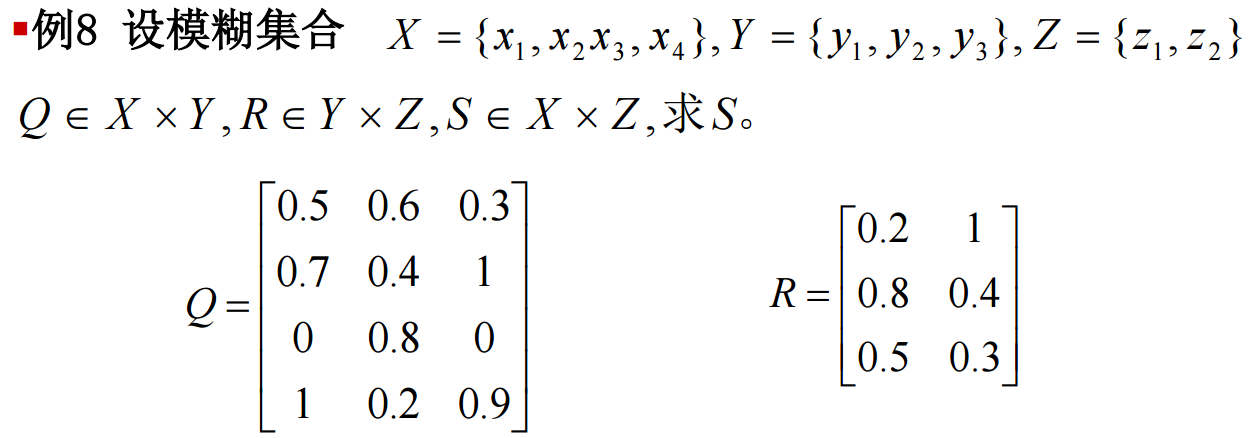 例8 设模糊集合 X = {x₁, x₂x₃, x₄}, Y = {y₁, y₂, y₃}, Z = {z₁, z₂}
Q ∈ X × Y, R ∈ Y × Z, S ∈ X × Z, 求S。
Q = [0.5 0.6 0.3
0.7 0.4 1
0 0.8 0
1 0.2 0.9]
R = [0.2 1
0.8 0.4
0.5 0.3]